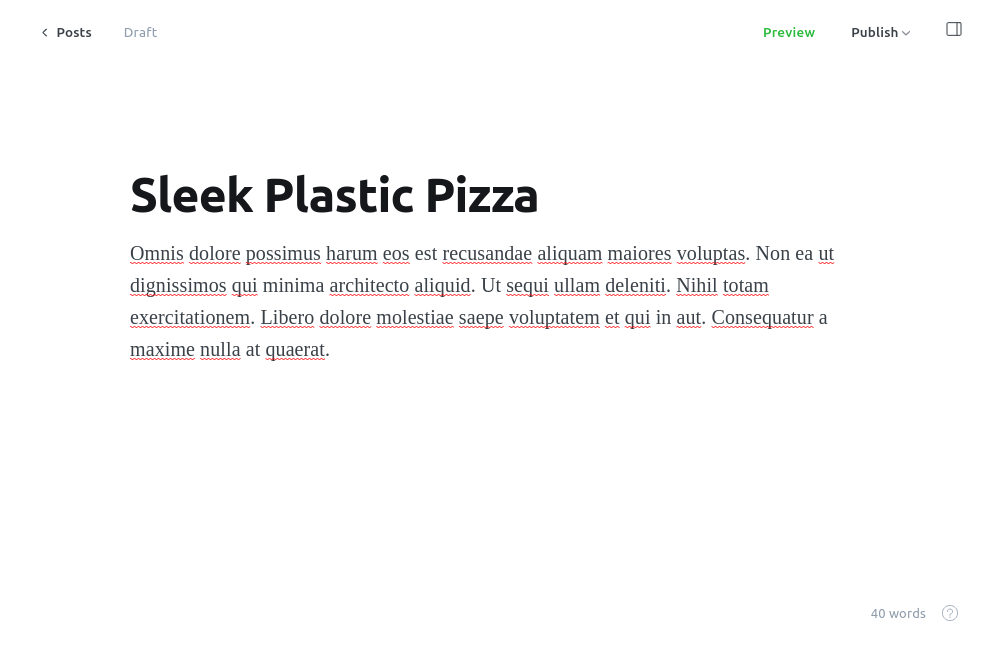 Posts
Draft
Preview
Publish
Sleek Plastic Pizza
Omnis dolore possimus harum eos est recusandae aliquam maiores voluptas. Non ea ut
dignissimos qui minima architecto aliquid. Ut sequi ullam deleniti. Nihil totam
exercitationem. Libero dolore molestiae saepe voluptatem et qui in aut. Consequatur a
maxime nulla at quaerat.
40 words
?